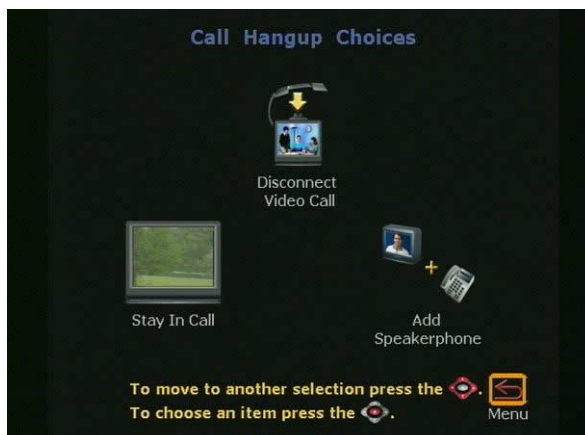 Call Hangup Choices
Disconnect
Video Call
Stay In Call
Add
Speakerphone
To move to another selection press the .
To choose an item press the .
Menu